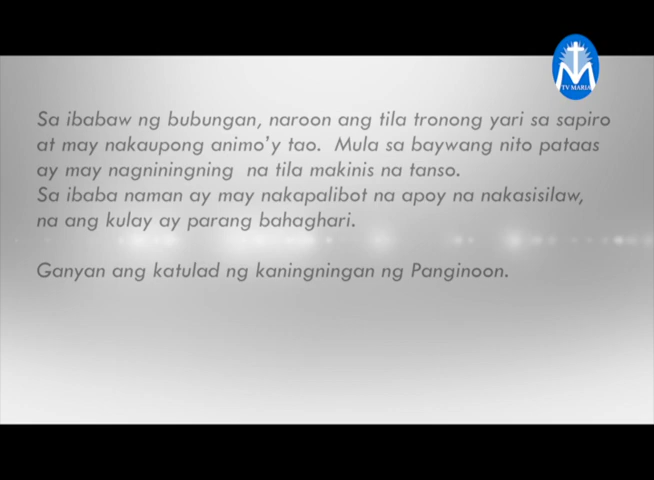 TV MARIA
Sa ibabaw ng bubungan, naroon ang tila tronong yari sa sapiro
at may nakaupong animo'y tao.  Mula sa baywang nito pataas
ay may nagniningning  na tila makinis na tanso.
Sa ibaba naman ay may nakapalibot na apoy na nakasisilaw,
na ang kulay ay parang bahaghari.
Ganyan ang katulad ng kaningningan ng Panginoon.